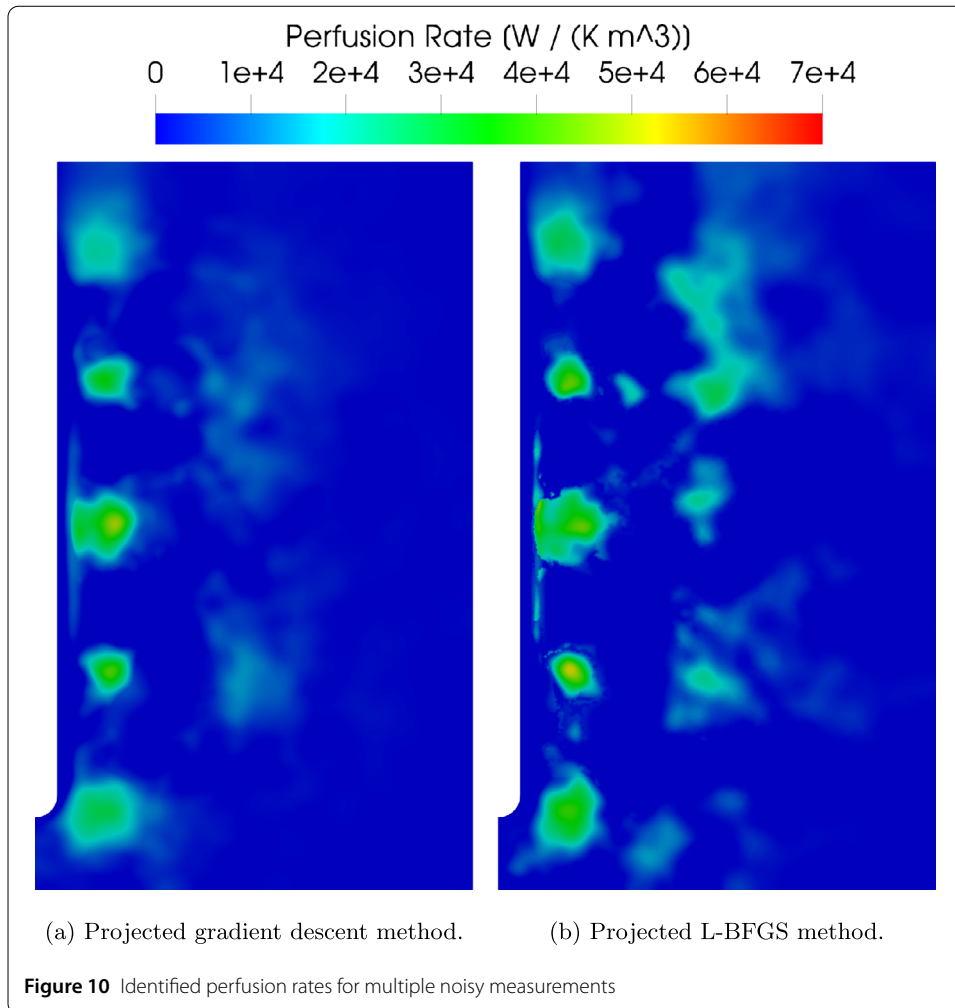 Perfusion Rate (W / (K m^3))
0 1e+4 2e+4 3e+4 4e+4 5e+4 6e+4 7e+4
(a) Projected gradient descent method. (b) Projected L-BFGS method.
Figure 10 Identified perfusion rates for multiple noisy measurements